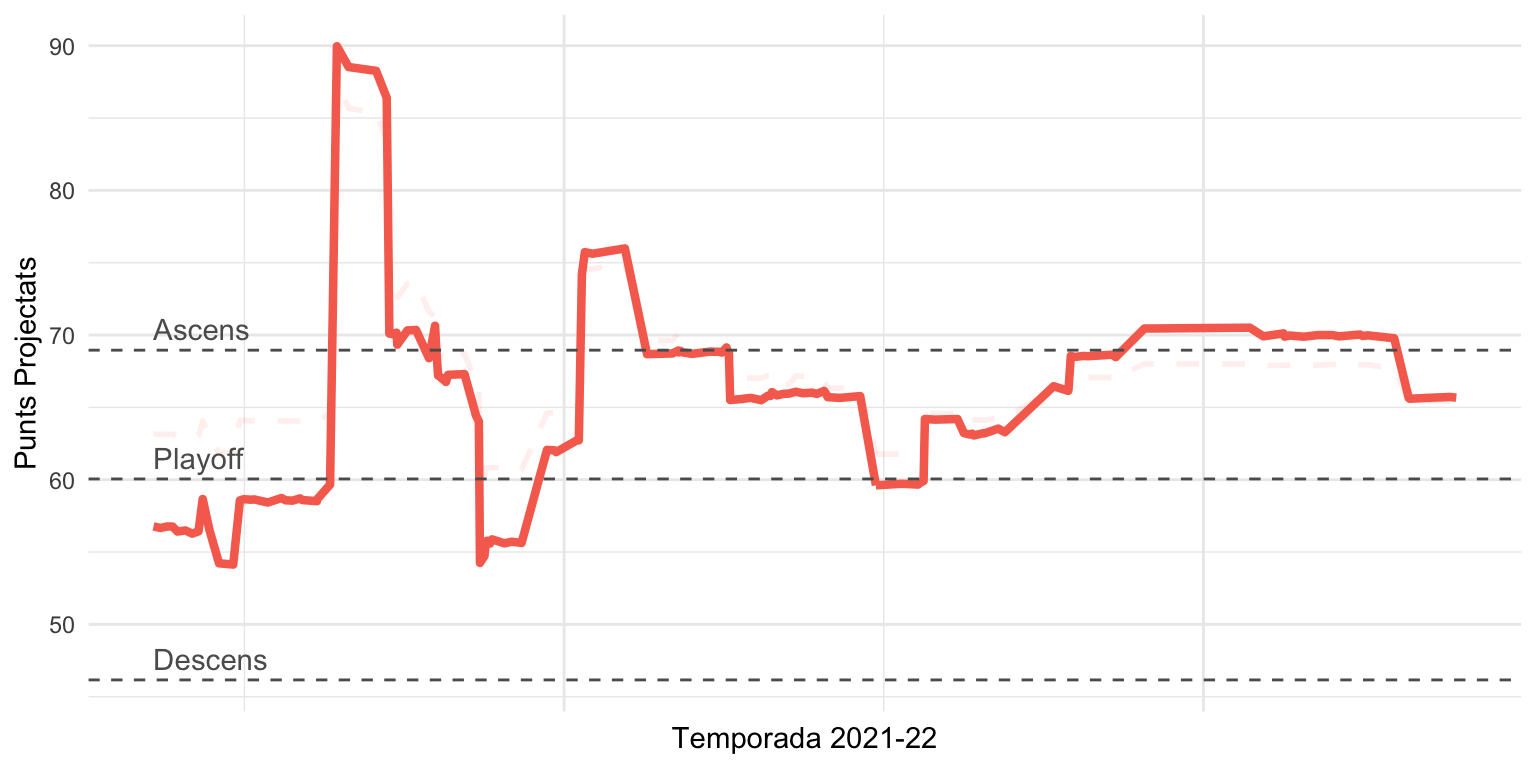 90
80
70
60
50
Punts Projectats
Ascens
Playoff
Descens
Temporada 2021-22